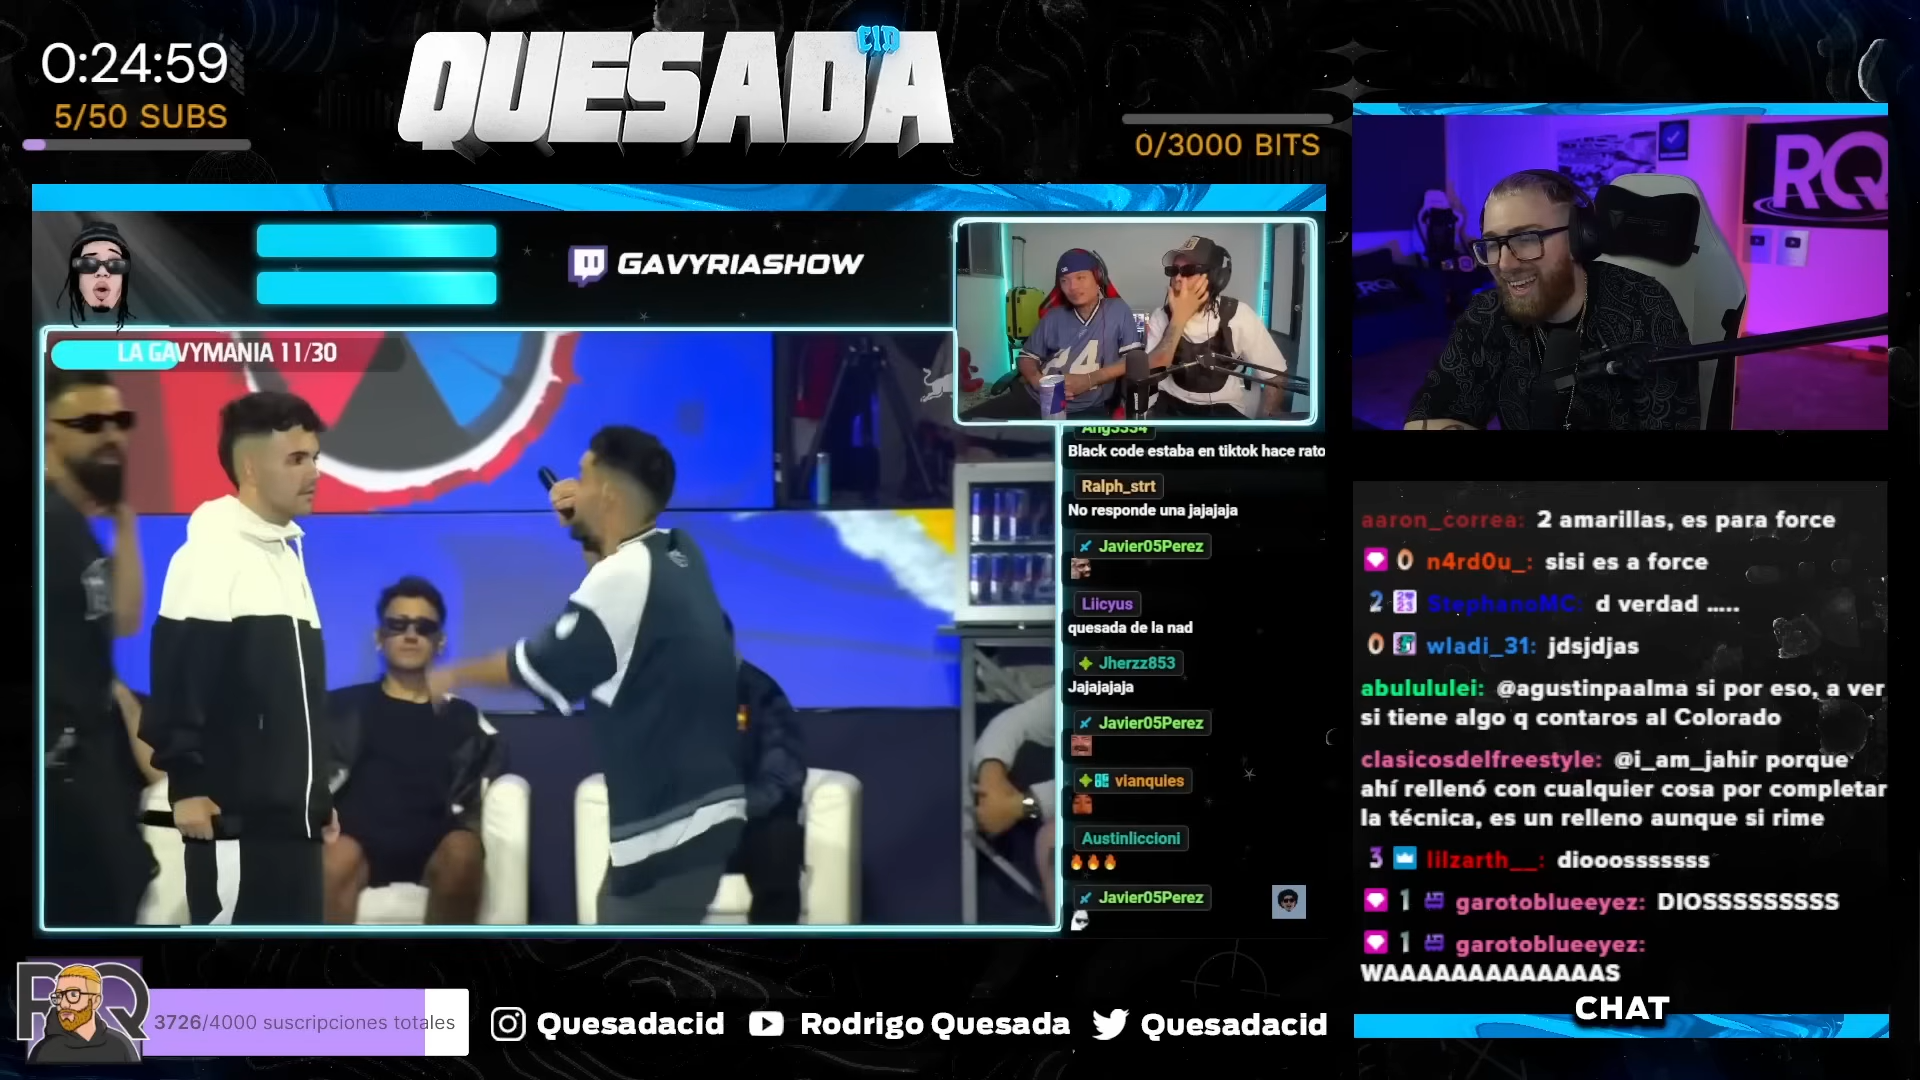 0:24:59
5/50 SUBS
QUESADA
CID
0/3000 BITS
RQ
GAVYRIASHOW
LA GAVYMANIA 11/30
Ang3334
Black code estaba en tiktok hace rato
Ralph_strt
No responde una jajajaja
Javier05Perez
Liicyus
quesada de la nad
Jherzz853
Jajajajaja
Javier05Perez
vianquies
Austinliccioni
Javier05Perez
aaron_correa: 2 amarillas, es para force
0 n4rd0u_: sisi es a force
2 StephanoMC: d verdad .....
0 wladi_31: jdsjdjas
abulululei: @agustinpaalma si por eso, a ver
si tiene algo q contaros al Colorado
clasicosdelfreestyle: @i_am_jahir porque
ahí rellenó con cualquier cosa por completar
la técnica, es un relleno aunque si rime
3 lilzarth__: diooosssssss
1 garotoblueeyez: DIOSSSSSSSSS
1 garotoblueeyez:
WAAAAAAAAAAAAAS
CHAT
RQ
3726/4000 suscripciones totales
Quesadacid
Rodrigo Quesada
Quesadacid